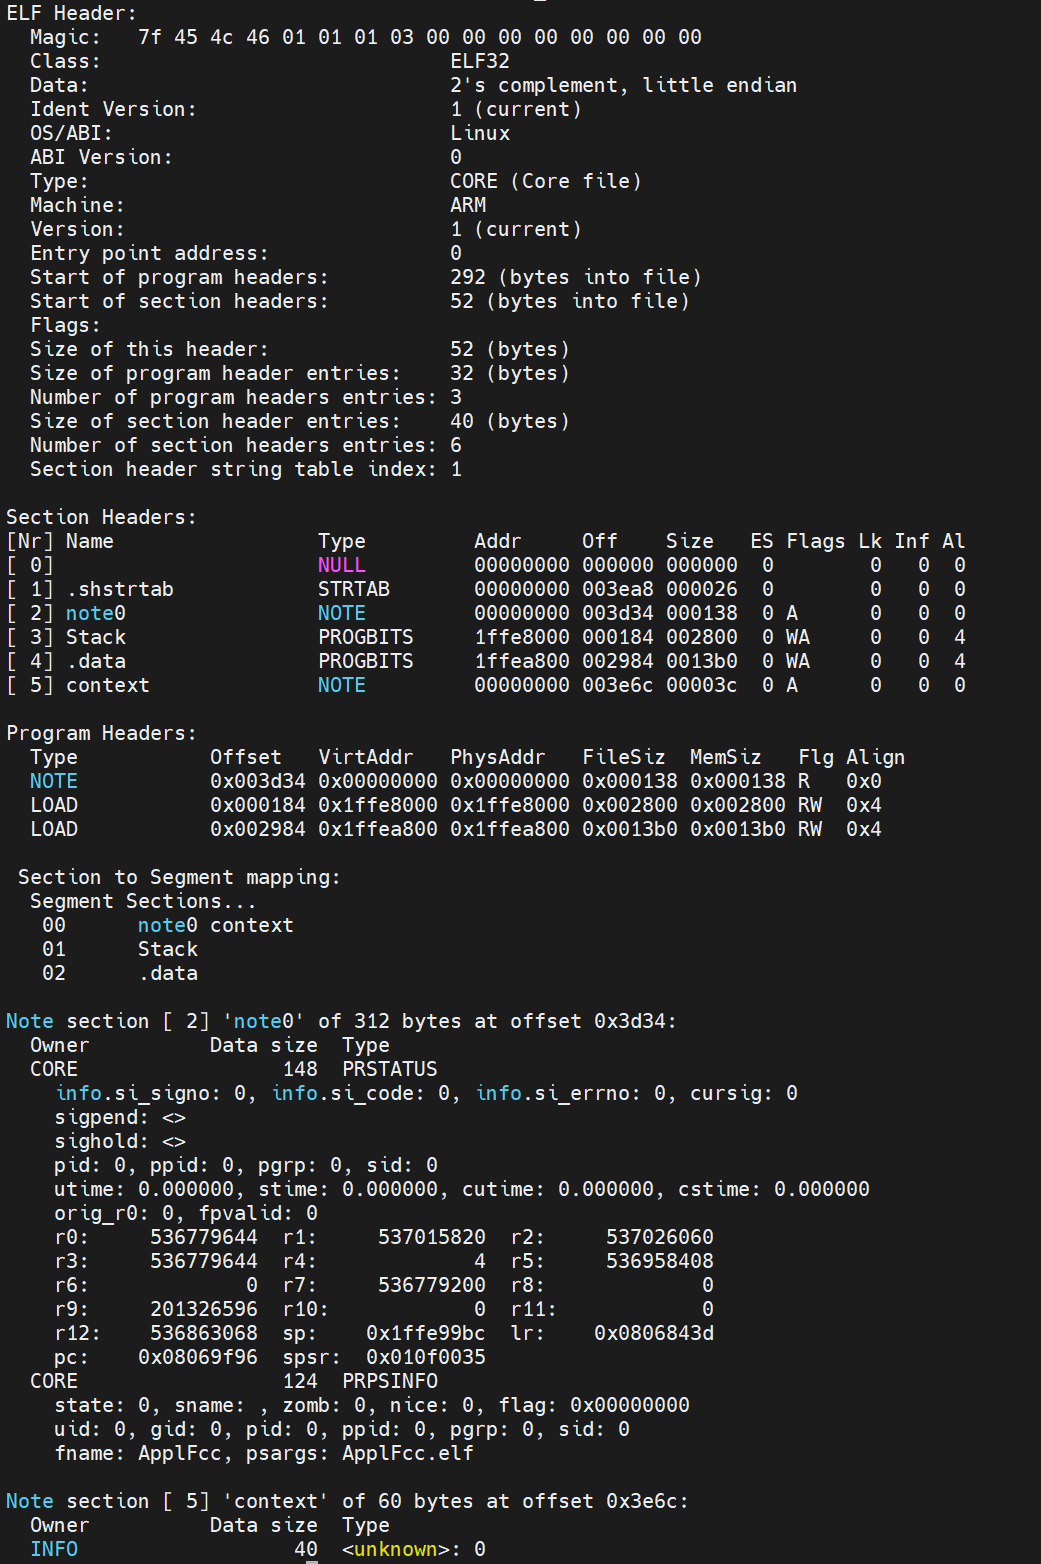 ELF Header:
  Magic:   7f 45 4c 46 01 01 01 03 00 00 00 00 00 00 00 00
  Class:                             ELF32
  Data:                              2's complement, little endian
  Ident Version:                     1 (current)
  OS/ABI:                            Linux
  ABI Version:                       0
  Type:                              CORE (Core file)
  Machine:                           ARM
  Version:                           1 (current)
  Entry point address:               0
  Start of program headers:          292 (bytes into file)
  Start of section headers:          52 (bytes into file)
  Flags:
  Size of this header:               52 (bytes)
  Size of program header entries:    32 (bytes)
  Number of program headers entries: 3
  Size of section header entries:    40 (bytes)
  Number of section headers entries: 6
  Section header string table index: 1

Section Headers:
[Nr] Name                 Type         Addr     Off    Size   ES Flags Lk Inf Al
[ 0]                      NULL         00000000 000000 000000  0        0   0  0
[ 1] .shstrtab            STRTAB       00000000 003ea8 000026  0        0   0  0
[ 2] note0                NOTE         00000000 003d34 000138  0 A      0   0  0
[ 3] Stack                PROGBITS     1ffe8000 000184 002800  0 WA     0   0  4
[ 4] .data                PROGBITS     1ffea800 002984 0013b0  0 WA     0   0  4
[ 5] context              NOTE         00000000 003e6c 00003c  0 A      0   0  0

Program Headers:
  Type           Offset   VirtAddr   PhysAddr   FileSiz  MemSiz   Flg Align
  NOTE           0x003d34 0x00000000 0x00000000 0x000138 0x000138 R   0x0
  LOAD           0x000184 0x1ffe8000 0x1ffe8000 0x002800 0x002800 RW  0x4
  LOAD           0x002984 0x1ffea800 0x1ffea800 0x0013b0 0x0013b0 RW  0x4

 Section to Segment mapping:
  Segment Sections...
   00      note0 context
   01      Stack
   02      .data

Note section [ 2] 'note0' of 312 bytes at offset 0x3d34:
  Owner          Data size  Type
  CORE                 148  PRSTATUS
    info.si_signo: 0, info.si_code: 0, info.si_errno: 0, cursig: 0
    sigpend: <>
    sighold: <>
    pid: 0, ppid: 0, pgrp: 0, sid: 0
    utime: 0.000000, stime: 0.000000, cutime: 0.000000, cstime: 0.000000
    orig_r0: 0, fpvalid: 0
    r0:     536779644  r1:     537015820  r2:     537026060
    r3:     536779644  r4:             4  r5:     536958408
    r6:             0  r7:     536779200  r8:             0
    r9:     201326596  r10:            0  r11:            0
    r12:    536863068  sp:    0x1ffe99bc  lr:    0x0806843d
    pc:    0x08069f96  spsr:  0x010f0035
  CORE                 124  PRPSINFO
    state: 0, sname: , zomb: 0, nice: 0, flag: 0x00000000
    uid: 0, gid: 0, pid: 0, ppid: 0, pgrp: 0, sid: 0
    fname: ApplFcc, psargs: ApplFcc.elf

Note section [ 5] 'context' of 60 bytes at offset 0x3e6c:
  Owner          Data size  Type
  INFO                  40  <unknown>: 0